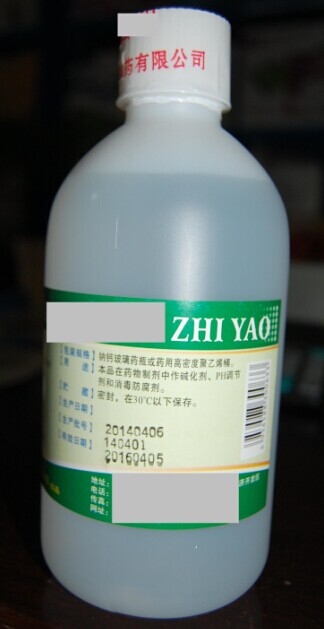 药有限公司
ZHI YAO
【包装规格】钠钙玻璃药瓶或药用高密度聚乙烯桶。
【用 途】本品在药物制剂中作碱化剂、PH调节
剂和消毒防腐剂。
【贮 藏】密封,在30℃以下保存。
【生产日期】20140406
【生产批号】140401
【有效日期】20160405
地址:
电话:
传真:
网址: